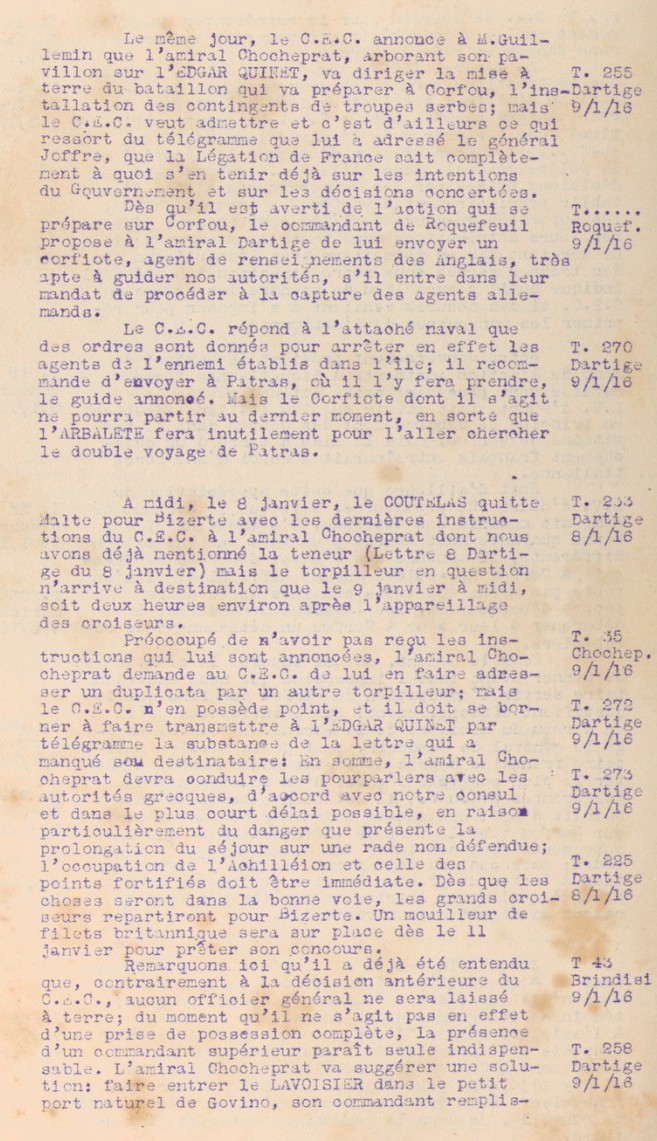 Le même jour, le C.E.C. annonce à M.Guil-
lemin que l'amiral Chocheprat, arborant son pa-
villon sur l'EDGAR QUINET, va diriger la mise à T. 255
terre du bataillon qui va préparer à Corfou, l'ins-Dartige
tallation des contingents de troupes serbes; mais 9/1/16
le C.E.C. veut admettre et c'est d'ailleurs ce qui
ressort du télégramme que lui a adressé le général
Joffre, que la Légation de France sait complète-
ment à quoi s'en tenir déjà sur les intentions
du Gouvernement et sur les décisions concertées.
Dès qu'il est averti de l'action qui se T......
prépare sur Corfou, le commandant de Roquefeuil Roquef.
propose à l'amiral Dartige de lui envoyer un 9/1/16
corfiote, agent de renseignements des Anglais, très
apte à guider nos autorités, s'il entre dans leur
mandat de procéder à la capture des agents alle-
mands.
Le C.E.C. répond à l'attaché naval que
des ordres sont donnés pour arrêter en effet les T. 270
agents de l'ennemi établis dans l'île; il recom- Dartige
mande d'envoyer à Patras, où il l'y fera prendre, 9/1/16
le guide annoncé. Mais le Corfiote dont il s'agit
ne pourra partir au dernier moment, en sorte que
l'ARBALETE fera inutilement pour l'aller chercher
le double voyage de Patras.
A midi, le 8 janvier, le COUTELAS quitte T. 233
Malte pour Bizerte avec les dernières instruc- Dartige
tions du C.E.C. à l'amiral Chocheprat dont nous 8/1/16
avons déjà mentionné la teneur (Lettre 8 Darti-
ge du 8 janvier) mais le torpilleur en question
n'arrive à destination que le 9 janvier à midi,
soit deux heures environ après l'appareillage
des croiseurs.
Préoccupé de n'avoir pas reçu les ins- T. 35
tructions qui lui sont annoncées, l'amiral Cho- Chochep.
cheprat demande au C.E.C. de lui en faire adres- 9/1/16
ser un duplicata par un autre torpilleur; mais
le C.E.C. n'en possède point, et il doit se bor- T. 272
ner à faire transmettre à l'EDGAR QUINET par Dartige
télégramme la substance de la lettre qui a 9/1/16
manqué sou destinataire: En somme, l'amiral Cho-
cheprat devra conduire les pourparlers avec les T. 273
autorités grecques, d'accord avec notre consul Dartige
et dans le plus court délai possible, en raison 9/1/16
particulièrement du danger que présente la
prolongation du séjour sur une rade non défendue;
l'occupation de l'Achilléion et celle des T. 225
points fortifiés doit être immédiate. Dès que les Dartige
choses seront dans la bonne voie, les grands croi- 8/1/16
seurs repartiront pour Bizerte. Un mouilleur de
filets britannique sera sur place dès le 11
janvier pour prêter son concours.
Remarquons ici qu'il a déjà été entendu T 43
que, contrairement à la décision antérieure du Brindisi
C.E.C., aucun officier général ne sera laissé 9/1/16
à terre; du moment qu'il ne s'agit pas en effet
d'une prise de possession complète, la présence
d'un commandant supérieur paraît seule indispen- T. 258
sable. L'amiral Chocheprat va suggérer une solu- Dartige
tion: faire entrer le LAVOISIER dans le petit 9/1/16
port naturel de Govino, son commandant remplis-